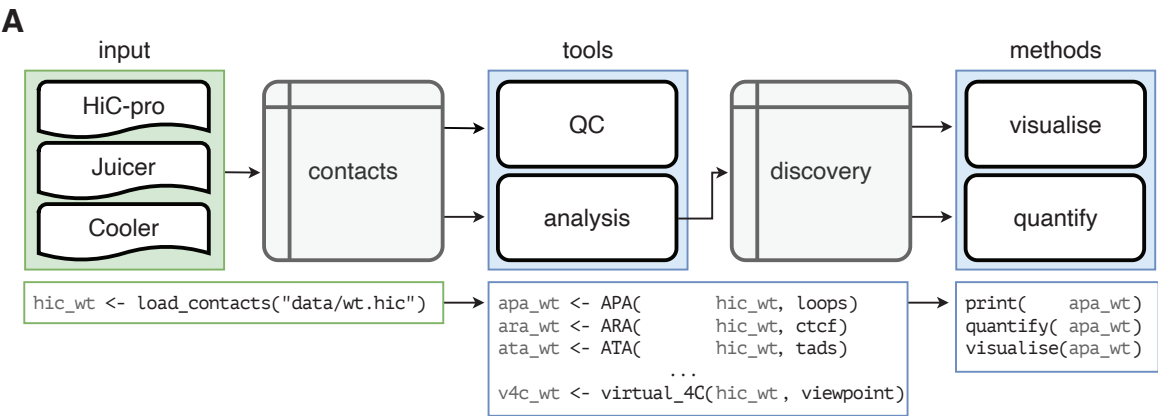 A
input
tools
methods
HiC-pro
Juicer
Cooler
contacts
QC
analysis
discovery
visualise
quantify
hic_wt <- load_contacts("data/wt.hic")
apa_wt <- APA( hic_wt, loops)
ara_wt <- ARA( hic_wt, ctcf)
ata_wt <- ATA( hic_wt, tads)
...
v4c_wt <- virtual_4C(hic_wt, viewpoint)
print( apa_wt)
quantify( apa_wt)
visualise(apa_wt)